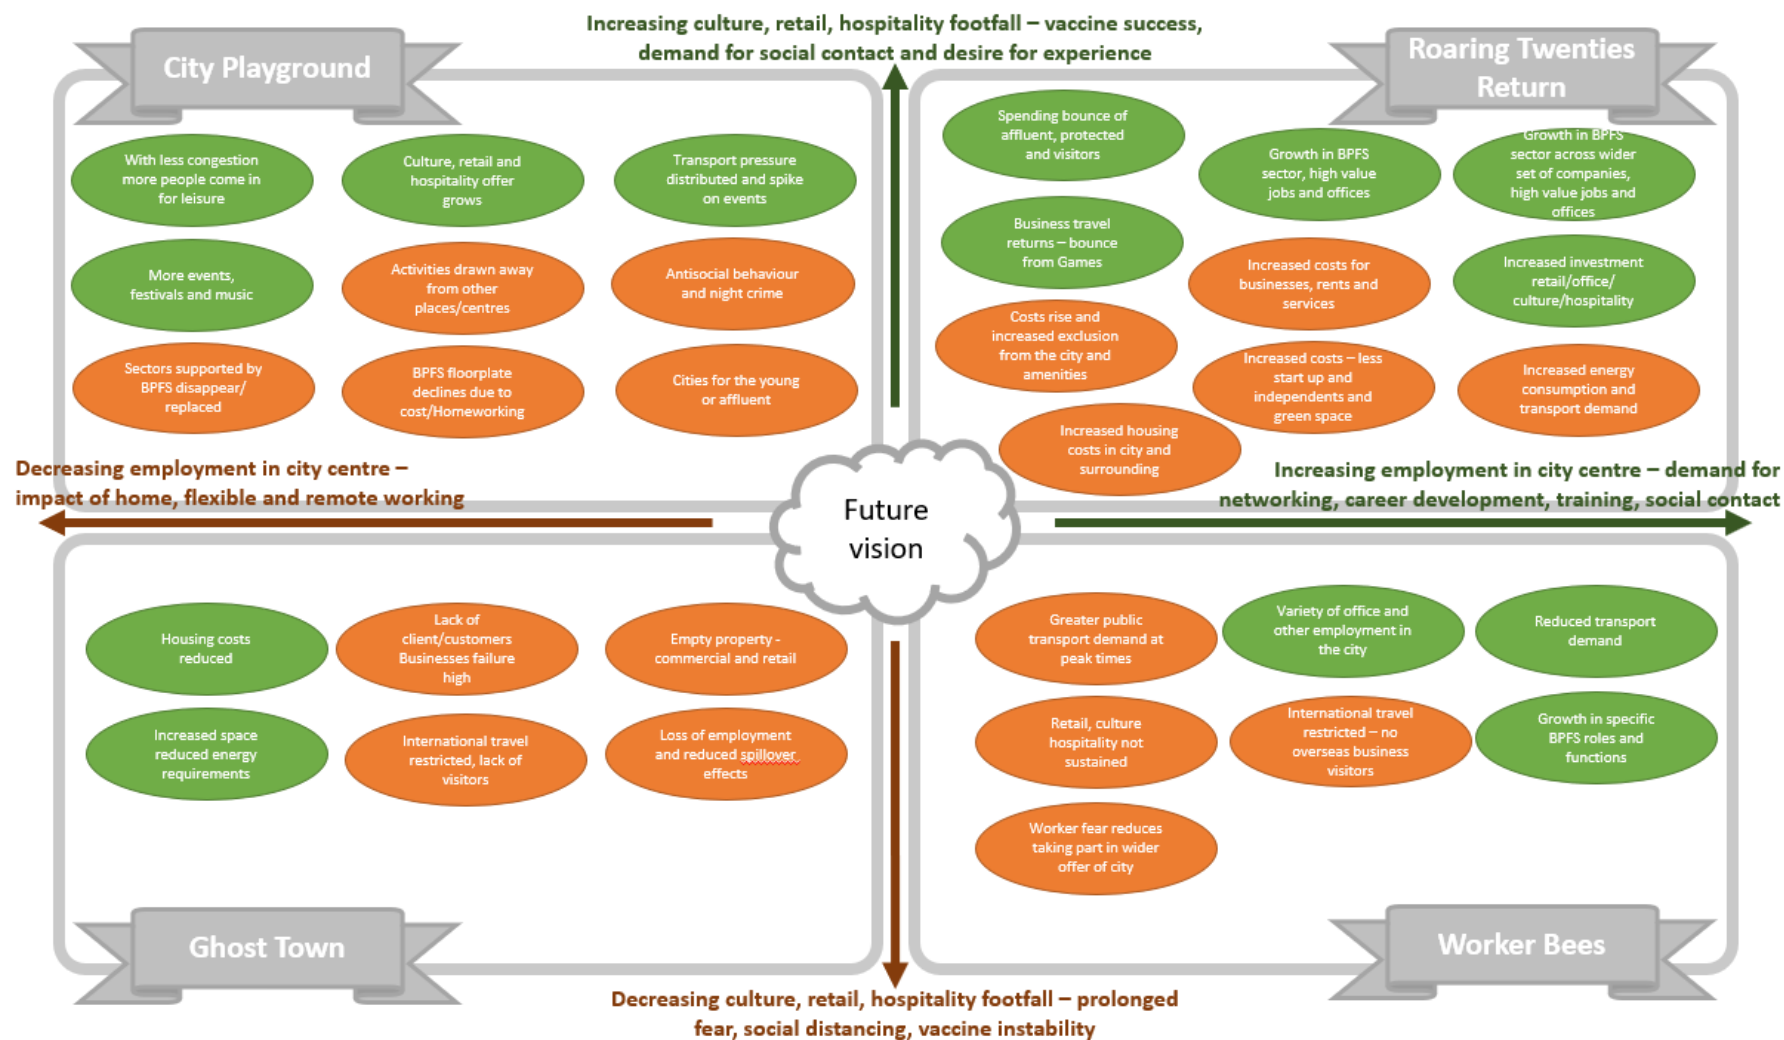 Increasing culture, retail, hospitality footfall – vaccine success,
demand for social contact and desire for experience
City Playground
With less congestion
more people come in
for leisure
Culture, retail and
hospitality offer
grows
Transport pressure
distributed and spike
on events
More events,
festivals and music
Activities drawn away
from other
places/centres
Antisocial behaviour
and night crime
Sectors supported by
BPFS disappear/
replaced
BPFS floorplate
declines due to
cost/Homeworking
Cities for the young
or affluent
Roaring Twenties
Return
Spending bounce of
affluent, protected
and visitors
Growth in BPFS
sector, high value
jobs and offices
Growth in BPFS
sector across wider
set of companies,
high value jobs and
offices
Business travel
returns – bounce
from Games
Increased costs for
businesses, rents and
services
Increased investment
retail/office/
culture/hospitality
Costs rise and
increased exclusion
from the city and
amenities
Increased costs – less
start up and
independents and
green space
Increased energy
consumption and
transport demand
Increased housing
costs in city and
surrounding
Decreasing employment in city centre –
impact of home, flexible and remote working
Future
vision
Increasing employment in city centre – demand for
networking, career development, training, social contact
Housing costs
reduced
Lack of
client/customers
Businesses failure
high
Empty property -
commercial and retail
Increased space
reduced energy
requirements
International travel
restricted, lack of
visitors
Loss of employment
and reduced spillover
effects
Ghost Town
Greater public
transport demand at
peak times
Variety of office and
other employment in
the city
Reduced transport
demand
Retail, culture
hospitality not
sustained
International travel
restricted – no
overseas business
visitors
Growth in specific
BPFS roles and
functions
Worker fear reduces
taking part in wider
offer of city
Worker Bees
Decreasing culture, retail, hospitality footfall – prolonged
fear, social distancing, vaccine instability